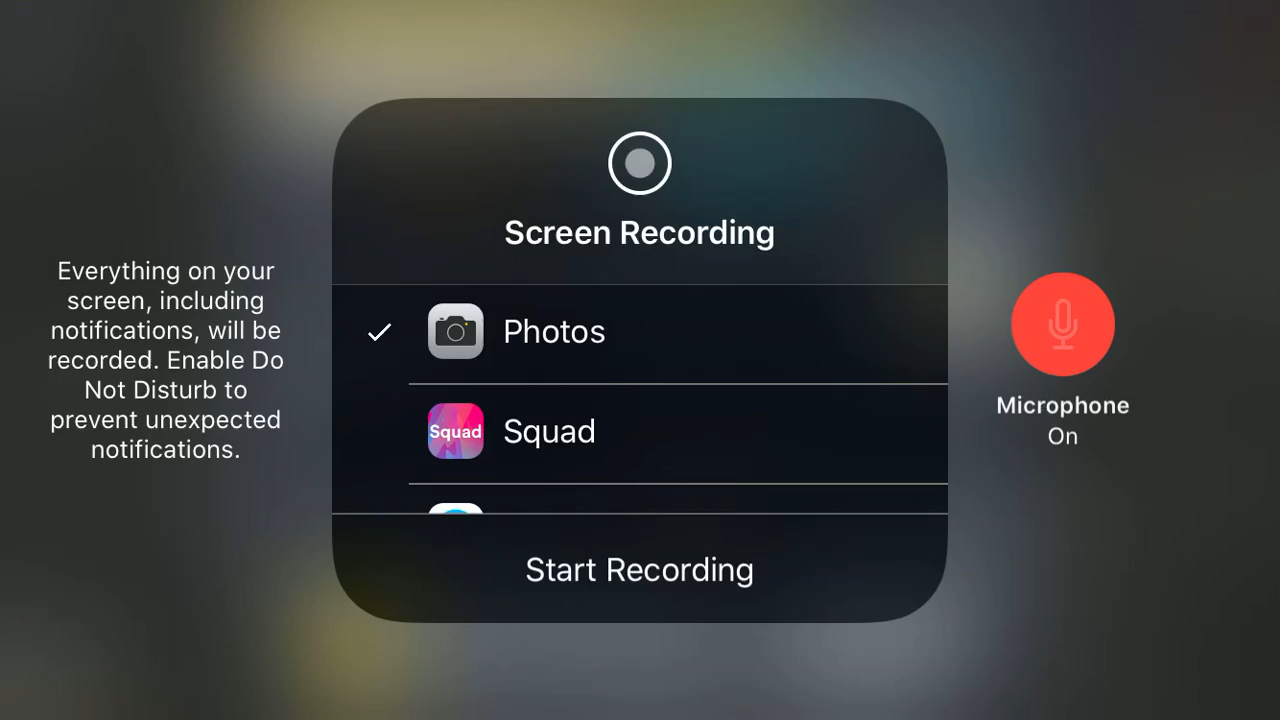 Everything on your
screen, including
notifications, will be
recorded. Enable Do
Not Disturb to
prevent unexpected
notifications.
Screen Recording
Photos
Squad
Squad
Start Recording
Microphone
On